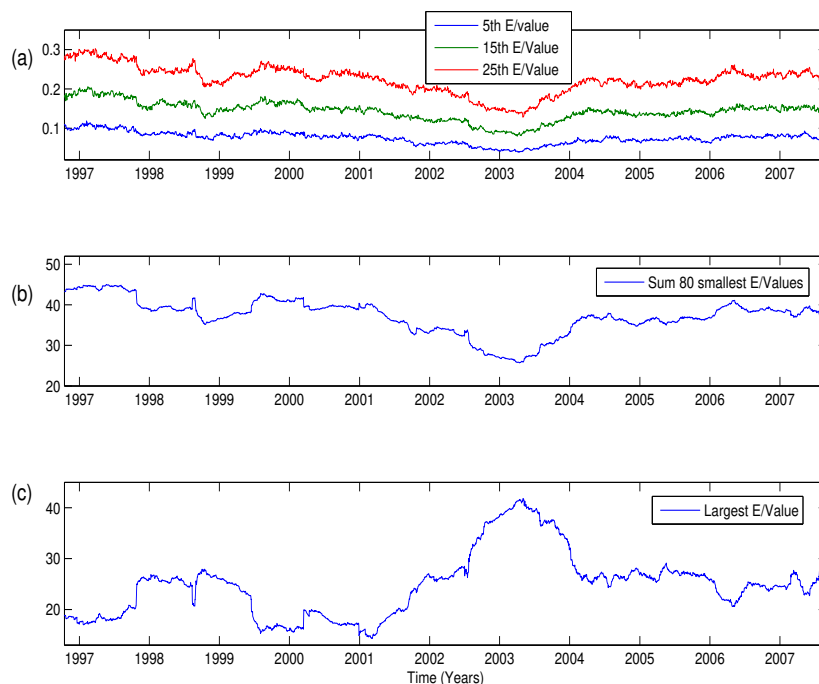 (a)
5th E/value
15th E/Value
25th E/Value
0.3
0.2
0.1
1997 1998 1999 2000 2001 2002 2003 2004 2005 2006 2007
(b)
Sum 80 smallest E/Values
50
40
30
20
1997 1998 1999 2000 2001 2002 2003 2004 2005 2006 2007
(c)
Largest E/Value
40
30
20
1997 1998 1999 2000 2001 2002 2003 2004 2005 2006 2007
Time (Years)